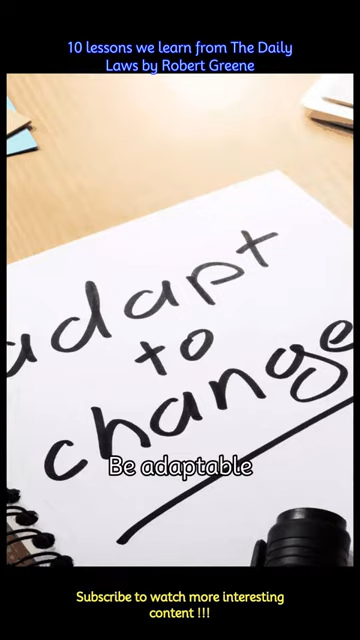 10 lessons we learn from The Daily
Laws by Robert Greene
adapt
to
change
Be adaptable
Subscribe to watch more interesting
content !!!